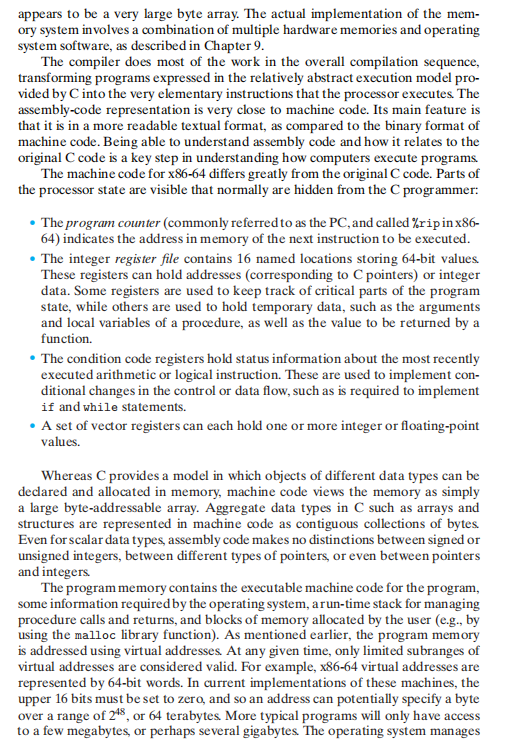 appears to be a very large byte array. The actual implementation of the mem-
ory system involves a combination of multiple hardware memories and operating
system software, as described in Chapter 9.
The compiler does most of the work in the overall compilation sequence,
transforming programs expressed in the relatively abstract execution model pro-
vided by C into the very elementary instructions that the processor executes. The
assembly-code representation is very close to machine code. Its main feature is
that it is in a more readable textual format, as compared to the binary format of
machine code. Being able to understand assembly code and how it relates to the
original C code is a key step in understanding how computers execute programs.
The machine code for x86-64 differs greatly from the original C code. Parts of
the processor state are visible that normally are hidden from the C programmer:
• The program counter (commonly referred to as the PC, and called %rip in x86-
64) indicates the address in memory of the next instruction to be executed.
• The integer register file contains 16 named locations storing 64-bit values.
These registers can hold addresses (corresponding to C pointers) or integer
data. Some registers are used to keep track of critical parts of the program
state, while others are used to hold temporary data, such as the arguments
and local variables of a procedure, as well as the value to be returned by a
function.
• The condition code registers hold status information about the most recently
executed arithmetic or logical instruction. These are used to implement con-
ditional changes in the control or data flow, such as is required to implement
if and while statements.
• A set of vector registers can each hold one or more integer or floating-point
values.
Whereas C provides a model in which objects of different data types can be
declared and allocated in memory, machine code views the memory as simply
a large byte-addressable array. Aggregate data types in C such as arrays and
structures are represented in machine code as contiguous collections of bytes.
Even for scalar data types, assembly code makes no distinctions between signed or
unsigned integers, between different types of pointers, or even between pointers
and integers.
The program memory contains the executable machine code for the program,
some information required by the operating system, a run-time stack for managing
procedure calls and returns, and blocks of memory allocated by the user (e.g., by
using the malloc library function). As mentioned earlier, the program memory
is addressed using virtual addresses. At any given time, only limited subranges of
virtual addresses are considered valid. For example, x86-64 virtual addresses are
represented by 64-bit words. In current implementations of these machines, the
upper 16 bits must be set to zero, and so an address can potentially specify a byte
over a range of 2⁴⁸, or 64 terabytes. More typical programs will only have access
to a few megabytes, or perhaps several gigabytes. The operating system manages